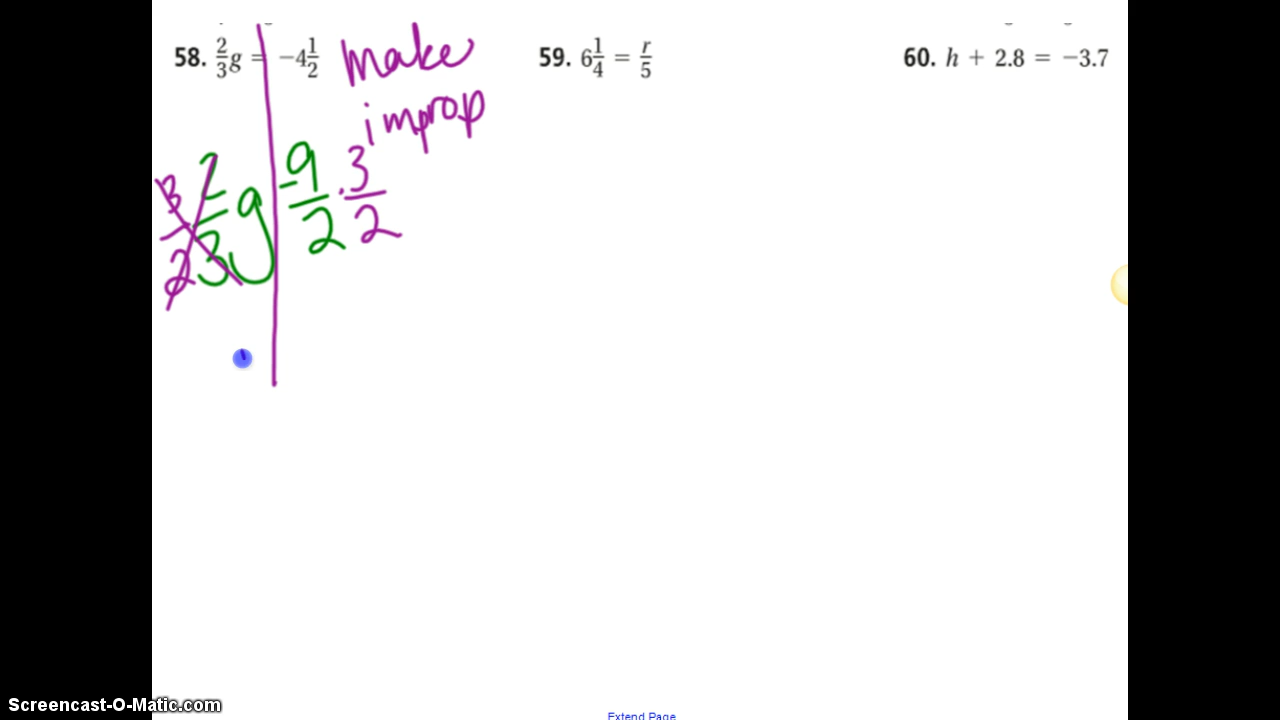 58. 2/3 g = -4 1/2
make
improp
59. 6 1/4 = r/5
60. h + 2.8 = -3.7
3/2 2/3 g -9/2 · 3/2
Screencast-O-Matic.com
Extend Page